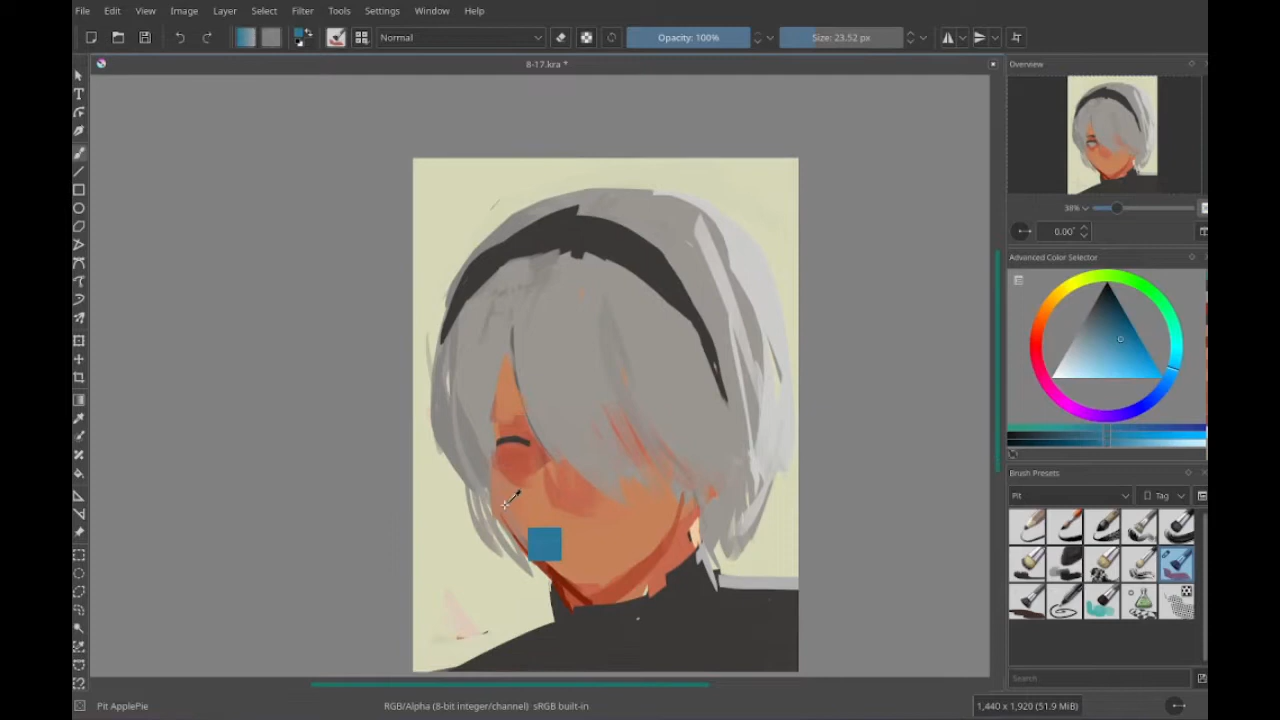 File Edit View Image Layer Select Filter Tools Settings Window Help
Normal
Opacity: 100%
Size: 23.52 px
8-17.kra *
Overview
38%
0.00°
Advanced Color Selector
Brush Presets
Pit
Tag
Search
Pit ApplePie
RGB/Alpha (8-bit integer/channel) sRGB built-in
1,440 x 1,920 (51.9 MiB)